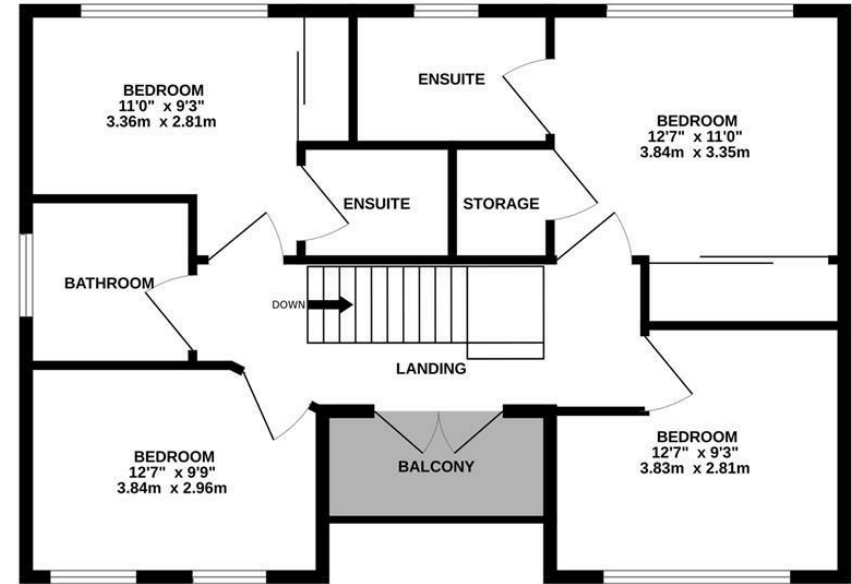 BEDROOM
11'0" x 9'3"
3.36m x 2.81m
ENSUITE
BEDROOM
12'7" x 11'0"
3.84m x 3.35m
ENSUITE
STORAGE
BATHROOM
DOWN
LANDING
BEDROOM
12'7" x 9'9"
3.84m x 2.96m
BALCONY
BEDROOM
12'7" x 9'3"
3.83m x 2.81m